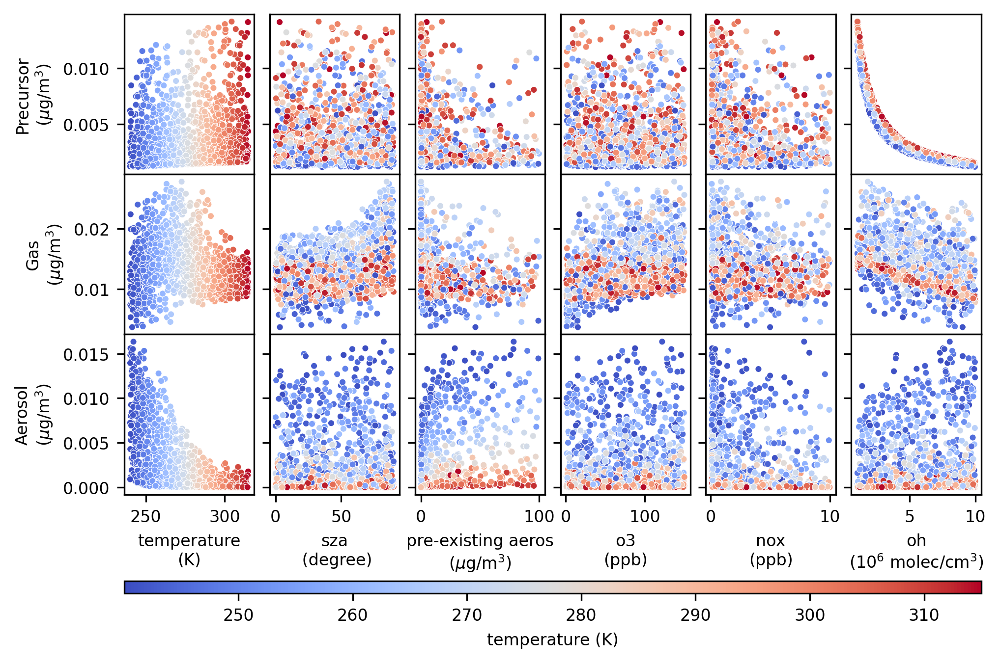 Precursor
(μg/m³)
0.010
0.005
Gas
(μg/m³)
0.02
0.01
Aerosol
(μg/m³)
0.015
0.010
0.005
0.000
250 300 0 50 0 100 0 100 0 10 5 10
temperature
(K)
sza
(degree)
pre-existing aeros
(μg/m³)
o3
(ppb)
nox
(ppb)
oh
(10⁶ molec/cm³)
250 260 270 280 290 300 310
temperature (K)